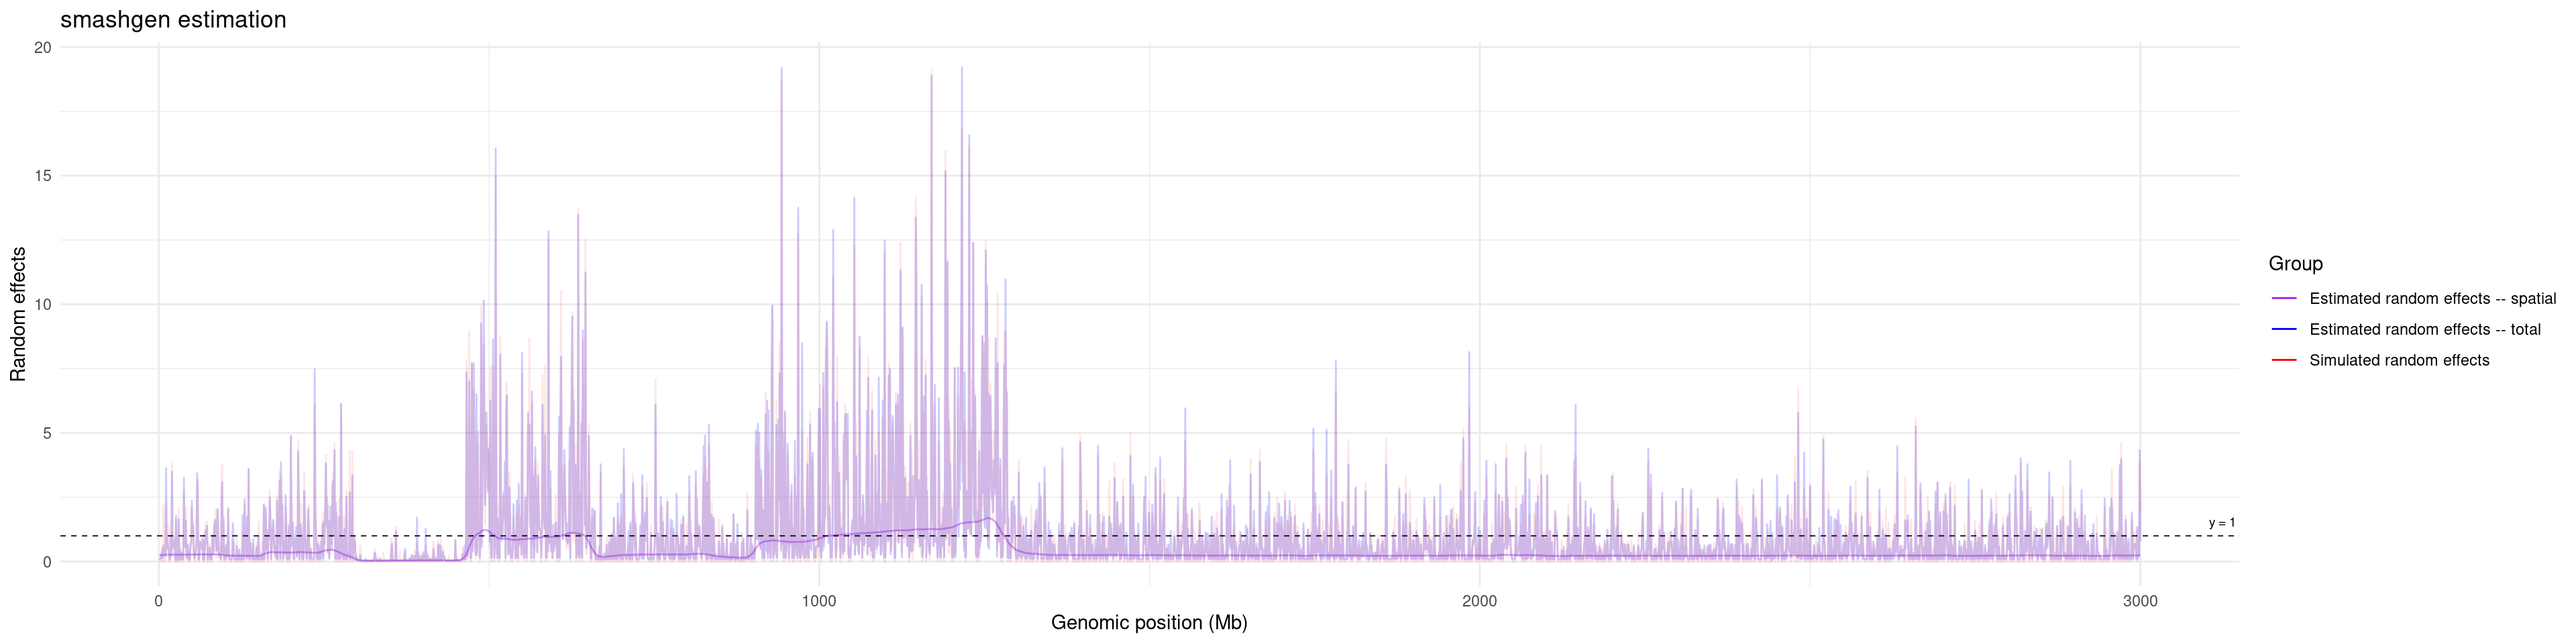 smashgen estimation
20
15
10
5
0
Random effects
y = 1
0
1000
2000
3000
Genomic position (Mb)
Group
Estimated random effects -- spatial
Estimated random effects -- total
Simulated random effects